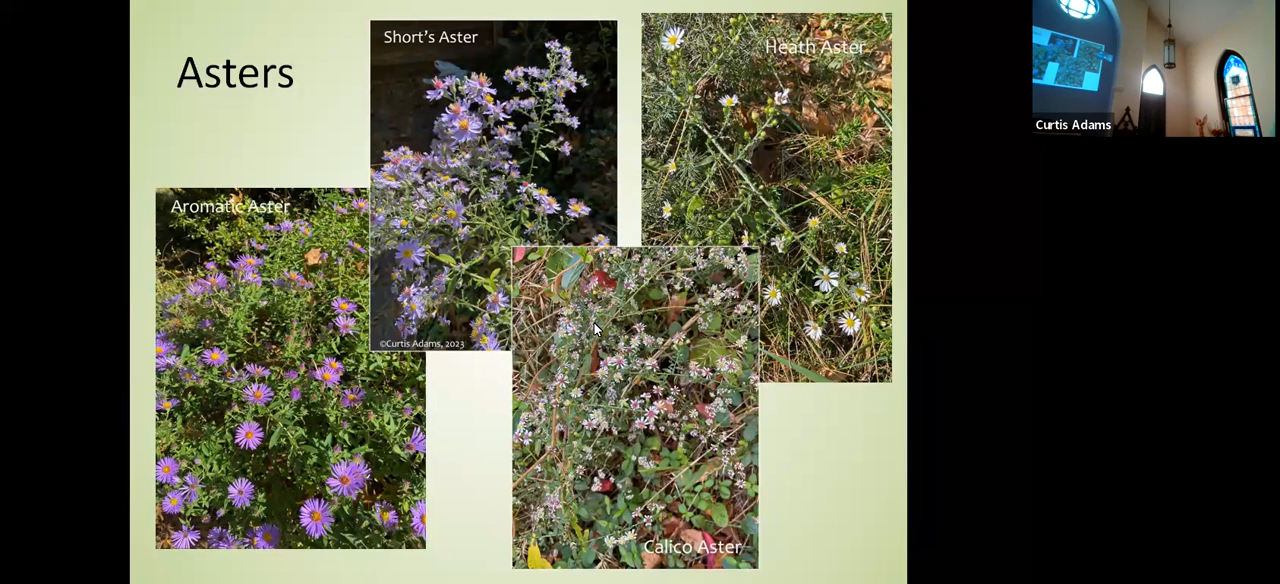 Asters
Short's Aster
Heath Aster
Aromatic Aster
©Curtis Adams, 2023
Calico Aster
Curtis Adams